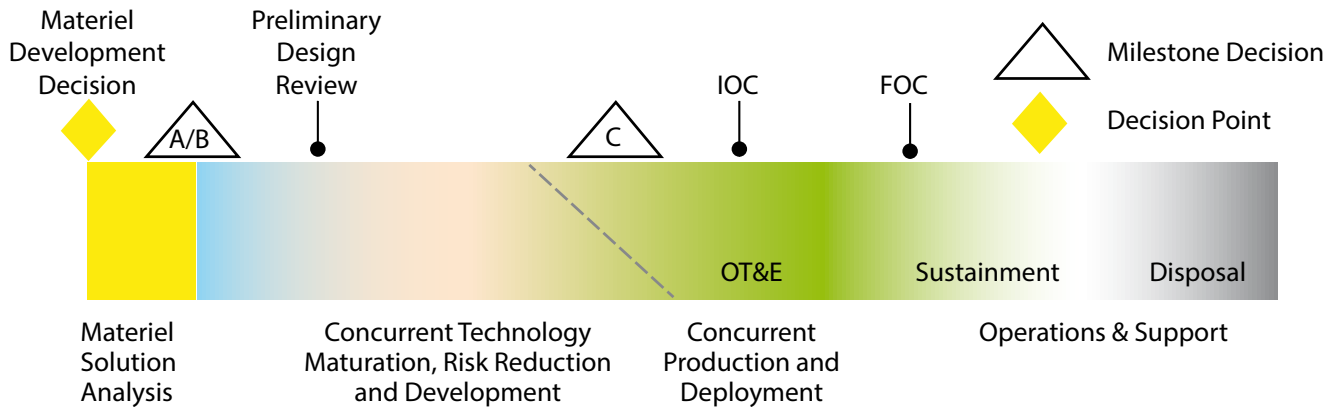 Materiel
Development
Decision
Preliminary
Design
Review
IOC
FOC
Milestone Decision
Decision Point
A/B
C
OT&E
Sustainment
Disposal
Materiel
Solution
Analysis
Concurrent Technology
Maturation, Risk Reduction
and Development
Concurrent
Production and
Deployment
Operations & Support